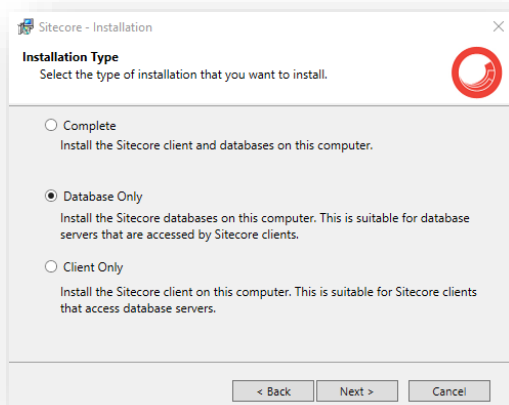 Sitecore - Installation
Installation Type
Select the type of installation that you want to install.
Complete
Install the Sitecore client and databases on this computer.
Database Only
Install the Sitecore databases on this computer. This is suitable for database
servers that are accessed by Sitecore clients.
Client Only
Install the Sitecore client on this computer. This is suitable for Sitecore clients
that access database servers.
< Back Next > Cancel